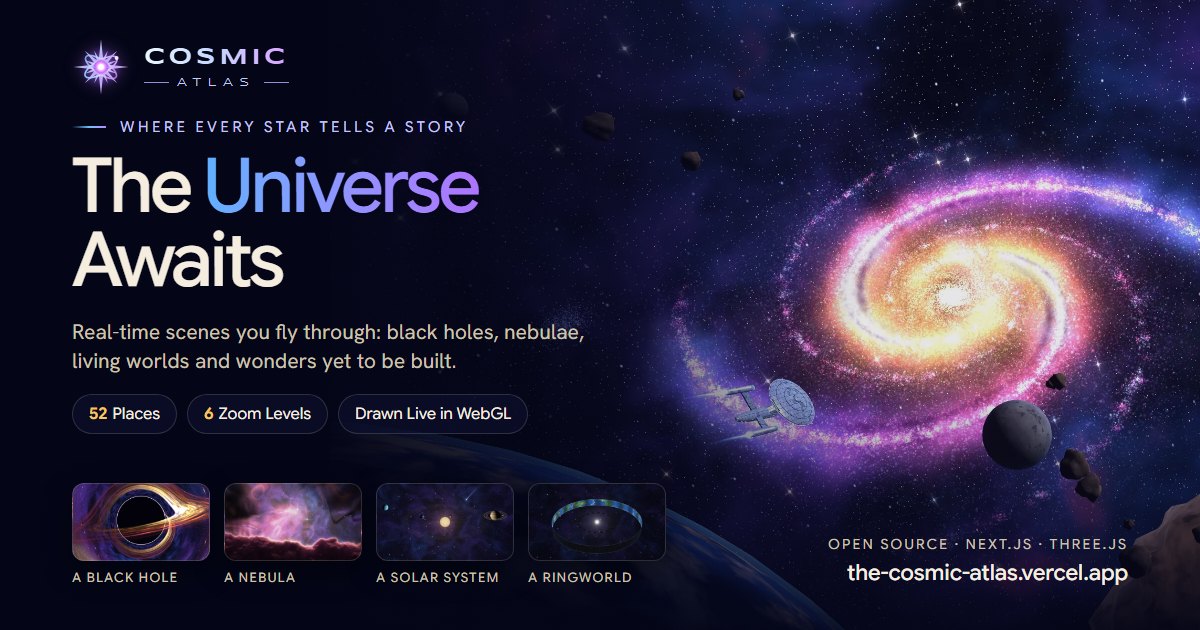 COSMIC
ATLAS
WHERE EVERY STAR TELLS A STORY
The Universe
Awaits
Real-time scenes you fly through: black holes, nebulae,
living worlds and wonders yet to be built.
52 Places
6 Zoom Levels
Drawn Live in WebGL
A BLACK HOLE
A NEBULA
A SOLAR SYSTEM
A RINGWORLD
OPEN SOURCE · NEXT.JS · THREE.JS
the-cosmic-atlas.vercel.app